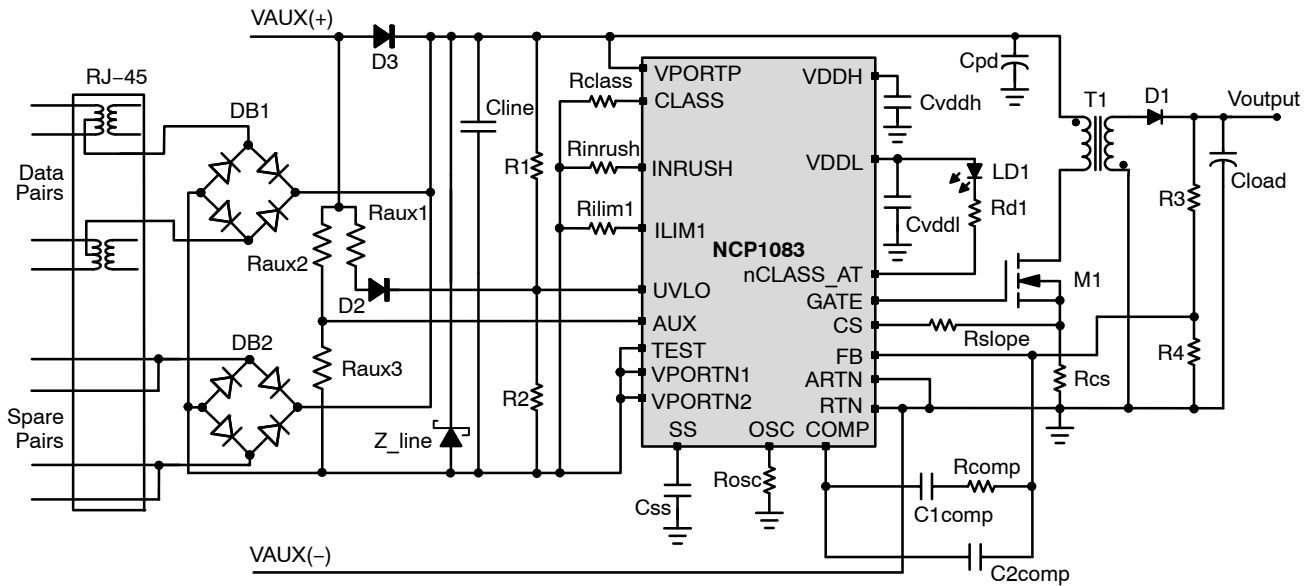 VAUX(+)
D3
RJ−45
DB1
Data
Pairs
Raux1
Raux2
D2
DB2
Raux3
Spare
Pairs
Z_line
Cline
R1
R2
Rclass
Rinrush
Rilim1
VPORTP
CLASS
INRUSH
ILIM1
NCP1083
UVLO
AUX
TEST
VPORTN1
VPORTN2
SS
OSC
COMP
VDDH
VDDL
nCLASS_AT
GATE
CS
FB
ARTN
RTN
Cvddh
Cvddl
LD1
Rd1
Cpd
T1
D1
Voutput
R3
Cload
M1
Rslope
Rcs
R4
Css
Rosc
Rcomp
C1comp
C2comp
VAUX(−)